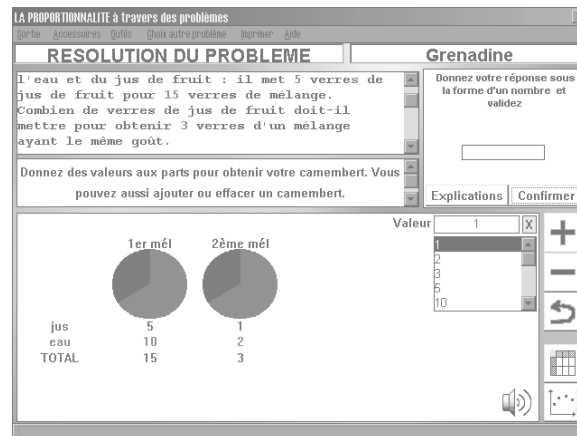 LA PROPORTIONNALITE à travers des problèmes
Sortie Accessoires Outils Choix autre problème Imprimer Aide
RESOLUTION DU PROBLEME
Grenadine
l'eau et du jus de fruit : il met 5 verres de
jus de fruit pour 15 verres de mélange.
Combien de verres de jus de fruit doit-il
mettre pour obtenir 3 verres d'un mélange
ayant le même goût.
Donnez votre réponse sous
la forme d'un nombre et
validez
Donnez des valeurs aux parts pour obtenir votre camembert. Vous
pouvez aussi ajouter ou effacer un camembert.
Explications Confirmer
Valeur 1 X
1
2
3
5
10
1er mél 2ème mél
jus 5 1
eau 10 2
TOTAL 15 3